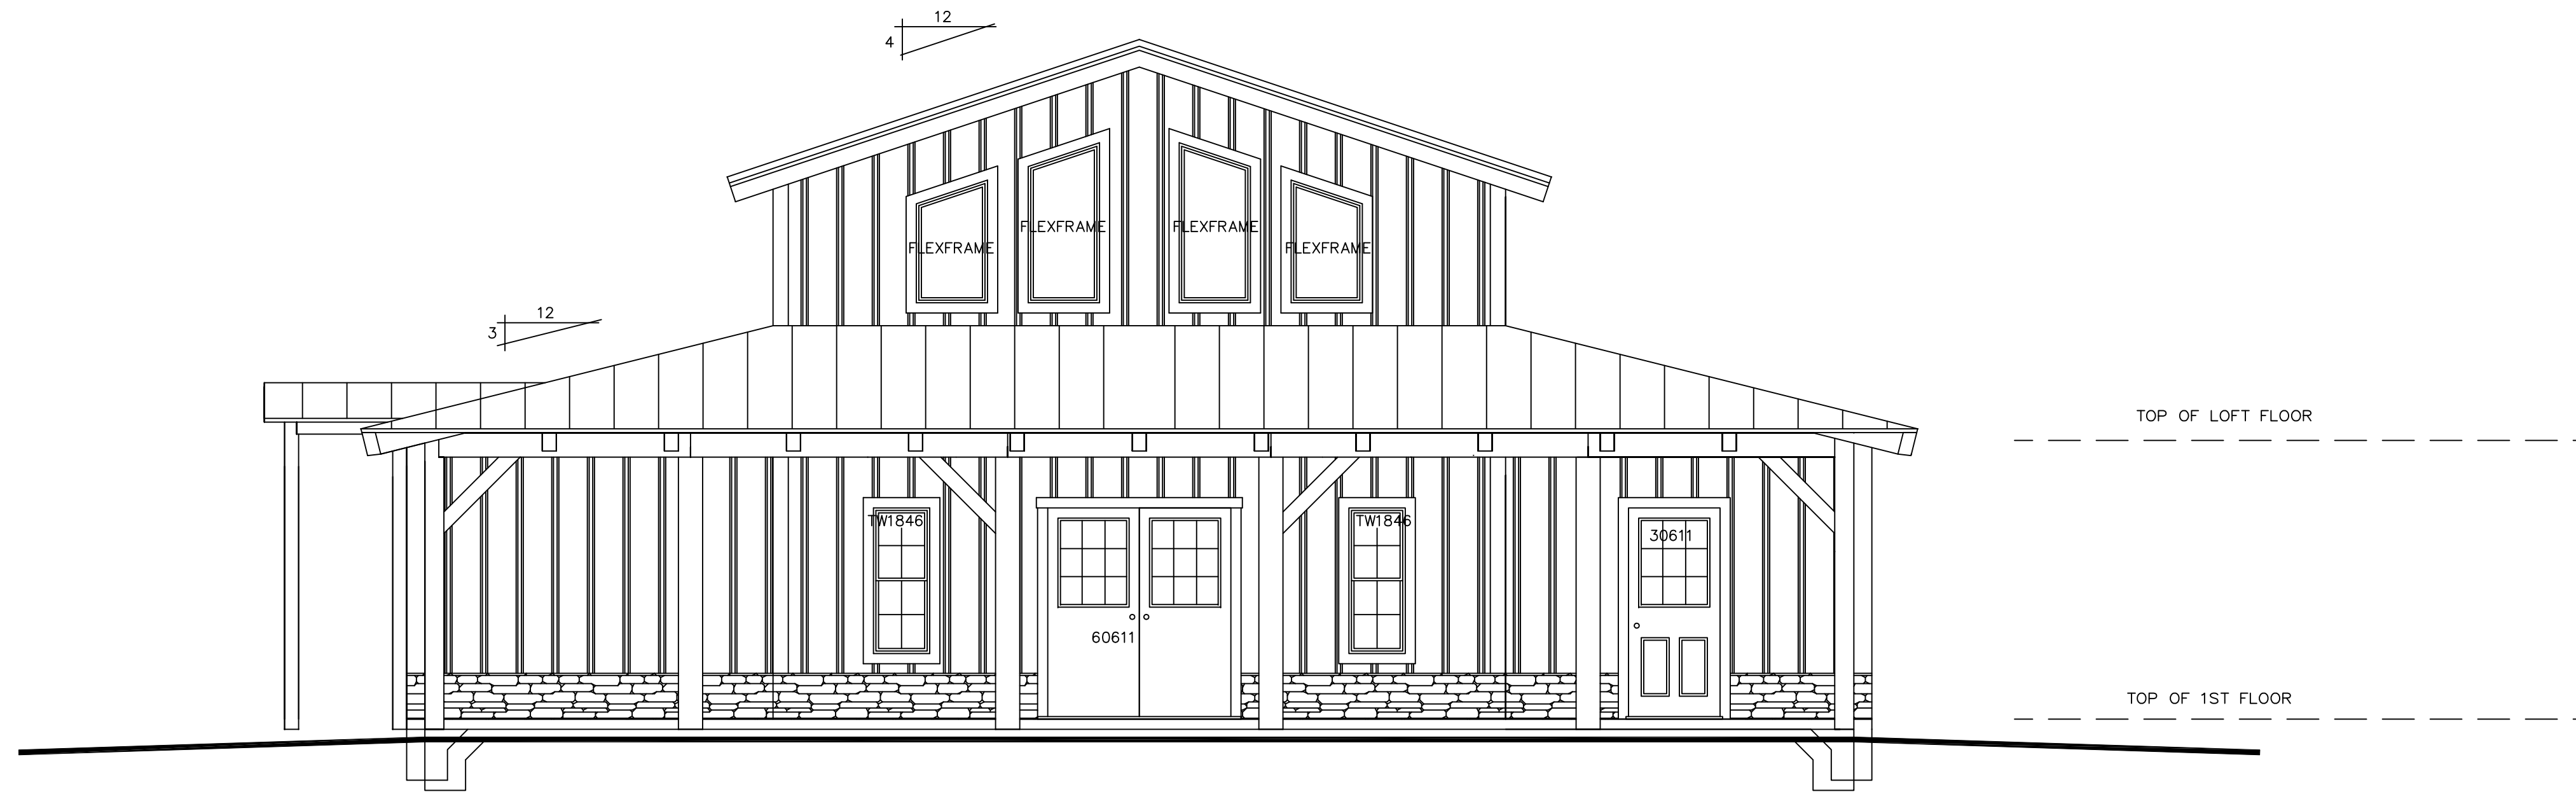 12
4
FLEXFRAME
FLEXFRAME
FLEXFRAME
FLEXFRAME
12
3
TOP OF LOFT FLOOR
TW1846
TW1846
30611
60611
TOP OF 1ST FLOOR